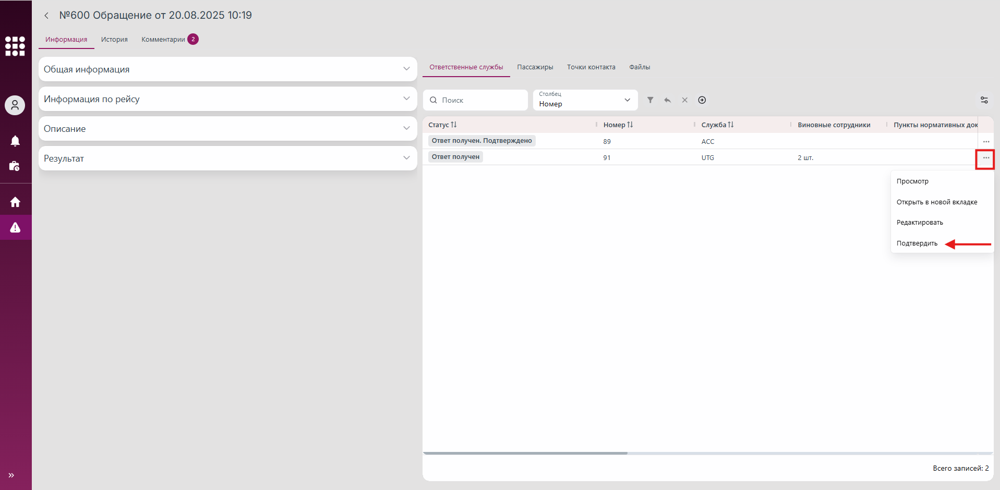 №600 Обращение от 20.08.2025 10:19
Информация История Комментарии 2
Общая информация
Информация по рейсу
Описание
Результат
Ответственные службы Пассажиры Точки контакта Файлы
Поиск
Столбец
Номер
Статус Номер Служба Виновные сотрудники Пункты нормативных док
Ответ получен. Подтверждено 89 ACC
Ответ получен 91 UTG 2 шт.
Просмотр
Открыть в новой вкладке
Редактировать
Подтвердить
Всего записей: 2